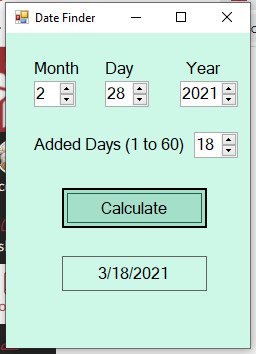 Date Finder
Month Day Year
2 28 2021
Added Days (1 to 60) 18
Calculate
3/18/2021